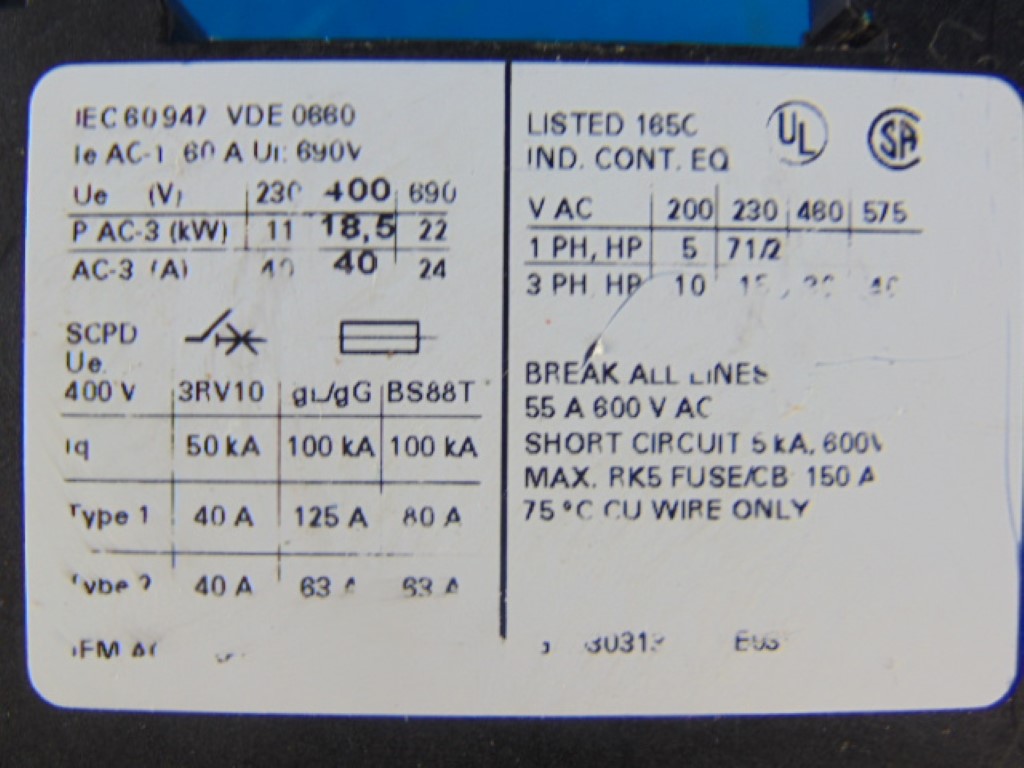 IEC 60947 VDE 0660
Ie AC-1 60 A Ui: 690V
Ue (V) 230 400 690
P AC-3 (kW) 11 18,5 22
AC-3 (A) 40 40 24
SCPD
Ue
400 V 3RV10 gL/gG BS88T
Iq 50 kA 100 kA 100 kA
Type 1 40 A 125 A 80 A
Type 2 40 A 63 A 63 A
LISTED 165C UL SA
IND. CONT. EQ
V AC 200 230 460 575
1 PH, HP 5 71/2
3 PH, HP 10 15
BREAK ALL LINES
55 A 600 V AC
SHORT CIRCUIT 5 kA, 600V
MAX. RK5 FUSE/CB 150 A
75 °C CU WIRE ONLY